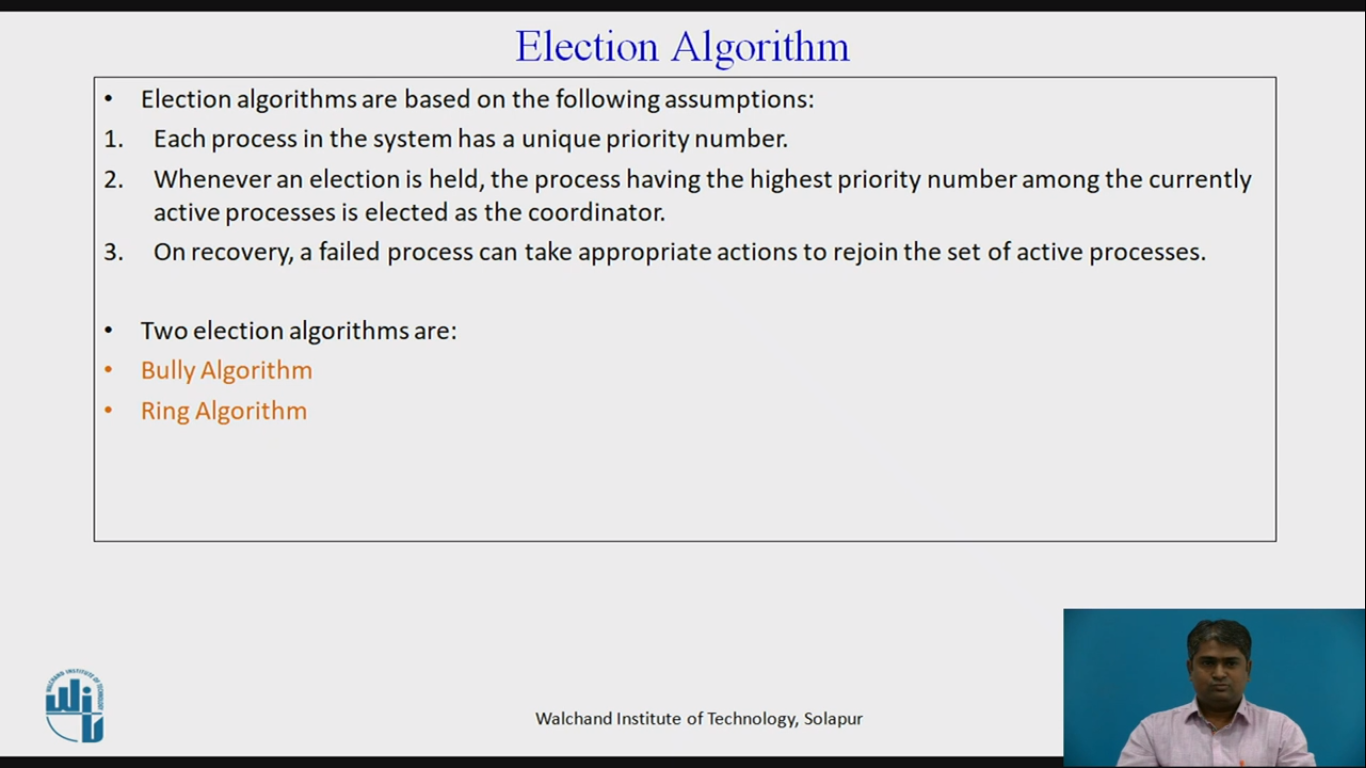 Election Algorithm
• Election algorithms are based on the following assumptions:
1. Each process in the system has a unique priority number.
2. Whenever an election is held, the process having the highest priority number among the currently
active processes is elected as the coordinator.
3. On recovery, a failed process can take appropriate actions to rejoin the set of active processes.
• Two election algorithms are:
• Bully Algorithm
• Ring Algorithm
WALCHAND INSTITUTE OF TECHNOLOGY
Walchand Institute of Technology, Solapur